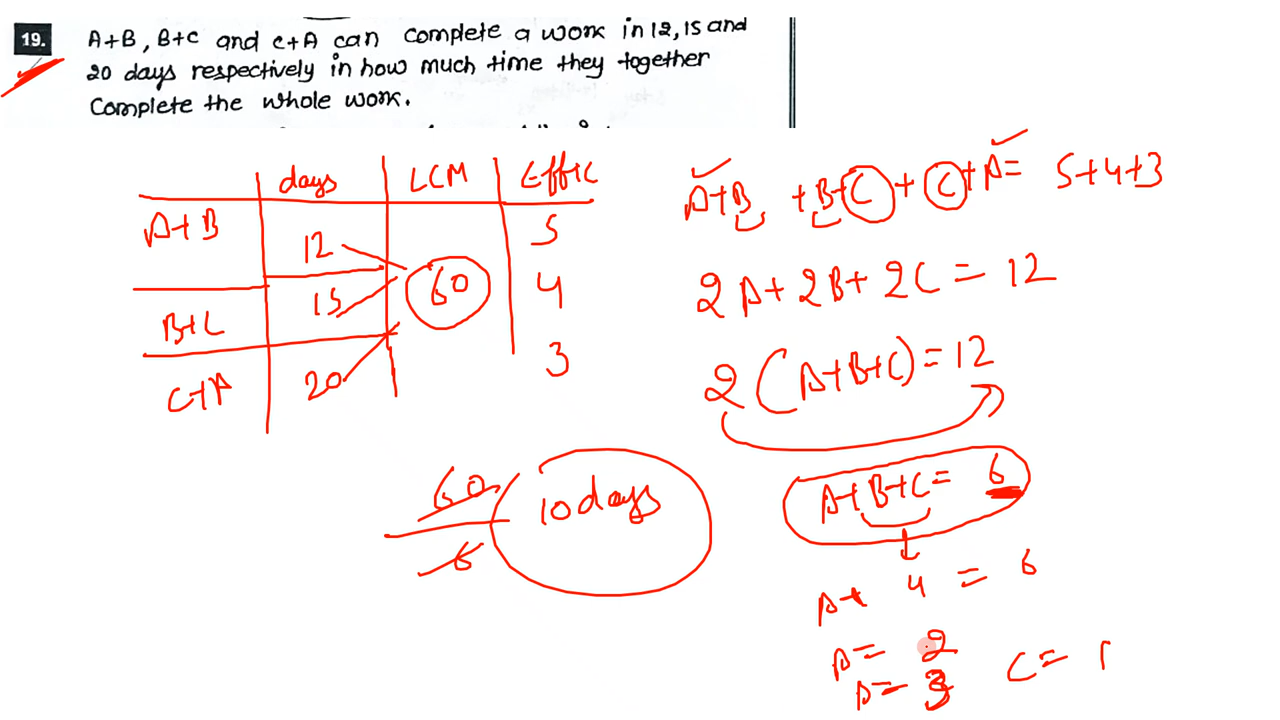 19. A+B, B+C and C+A can complete a work in 12, 15 and
20 days respectively in how much time they together
Complete the whole work.
days LCM Effic
A+B 12 5
B+C 15 60 4
C+A 20 3
A+B + B+C + C+A = 5+4+3
2A+2B+2C = 12
2(A+B+C) = 12
A+B+C = 6
60
6
10 days
A+ 4 = 6
A= 2
A= 3 C= 1